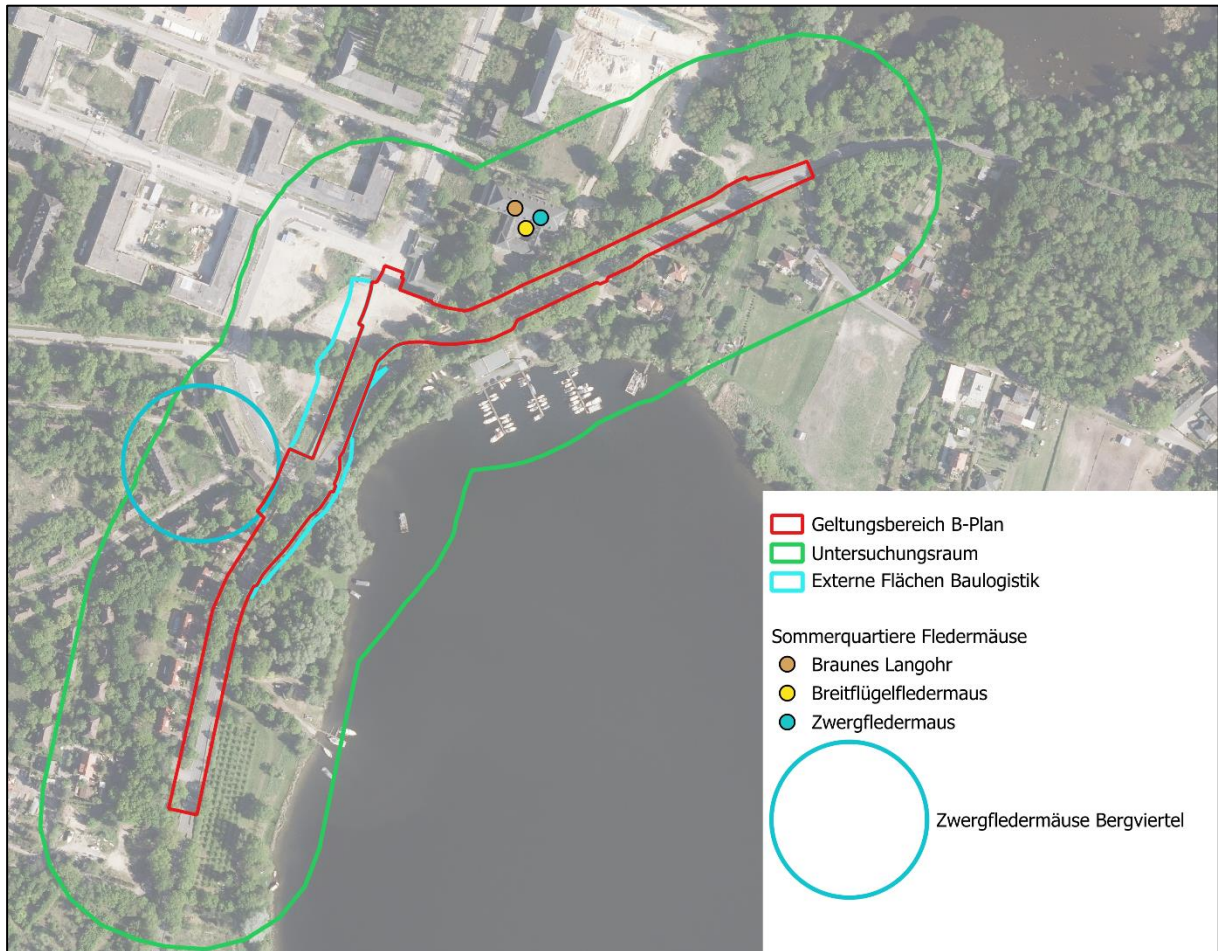 Geltungsbereich B-Plan
Untersuchungsraum
Externe Flächen Baulogistik
Sommerquartiere Fledermäuse
Braunes Langohr
Breitflügelfledermaus
Zwergfledermaus
Zwergfledermäuse Bergviertel